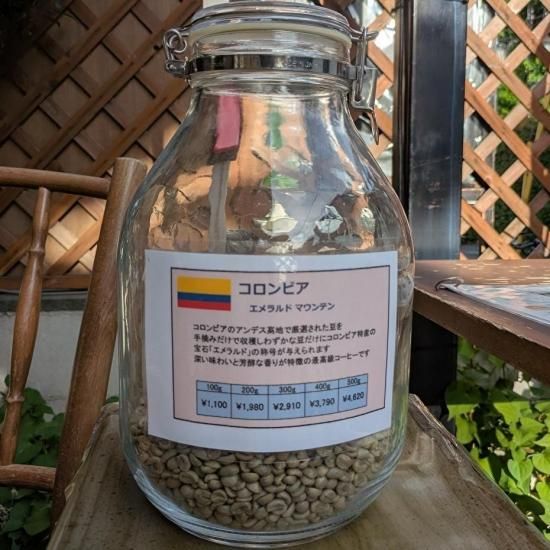 コロンビア
エメラルド マウンテン
コロンビアのアンデス高地で厳選された豆を
手摘みだけで収穫しわずかな豆だけにコロンビア特産の
宝石「エメラルド」の称号が与えられます
深い味わいと芳醇な香りが特徴の最高級コーヒーです
100g 200g 300g 400g 500g
¥1,100 ¥1,980 ¥2,910 ¥3,790 ¥4,620